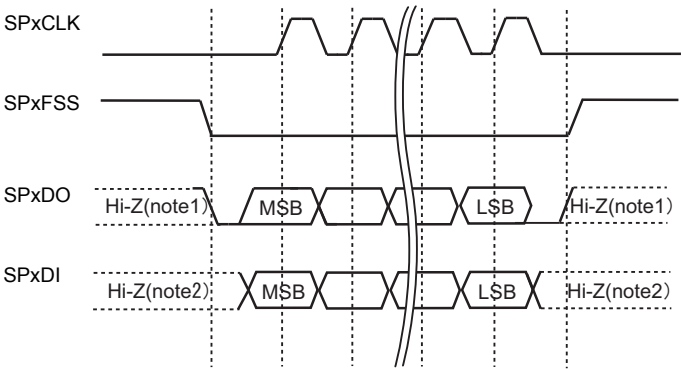 SPxCLK
SPxFSS
SPxDO
Hi-Z(note1) MSB LSB Hi-Z(note1)
SPxDI
Hi-Z(note2) MSB LSB Hi-Z(note2)